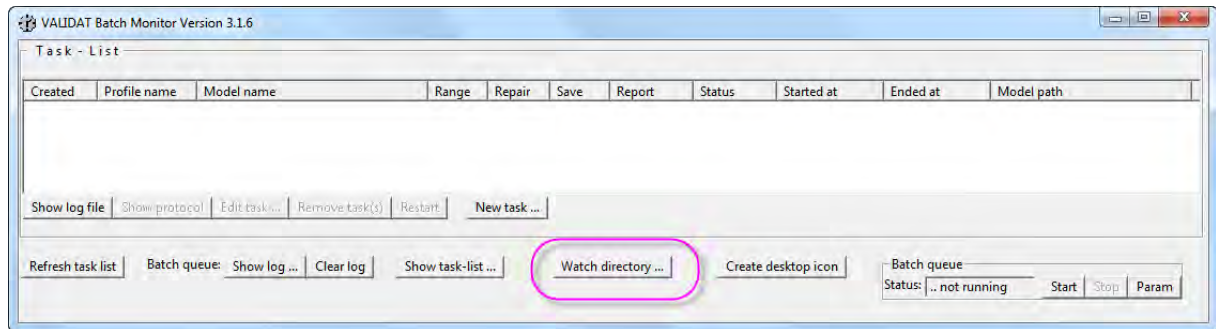 VALIDAT Batch Monitor Version 3.1.6
Task - List
Created Profile name Model name Range Repair Save Report Status Started at Ended at Model path
Show log file Show protocol Edit task ... Remove task(s) Restart New task ...
Refresh task list Batch queue: Show log ... Clear log Show task-list ... Watch directory ... Create desktop icon Batch queue
Status: .. not running Start Stop Param